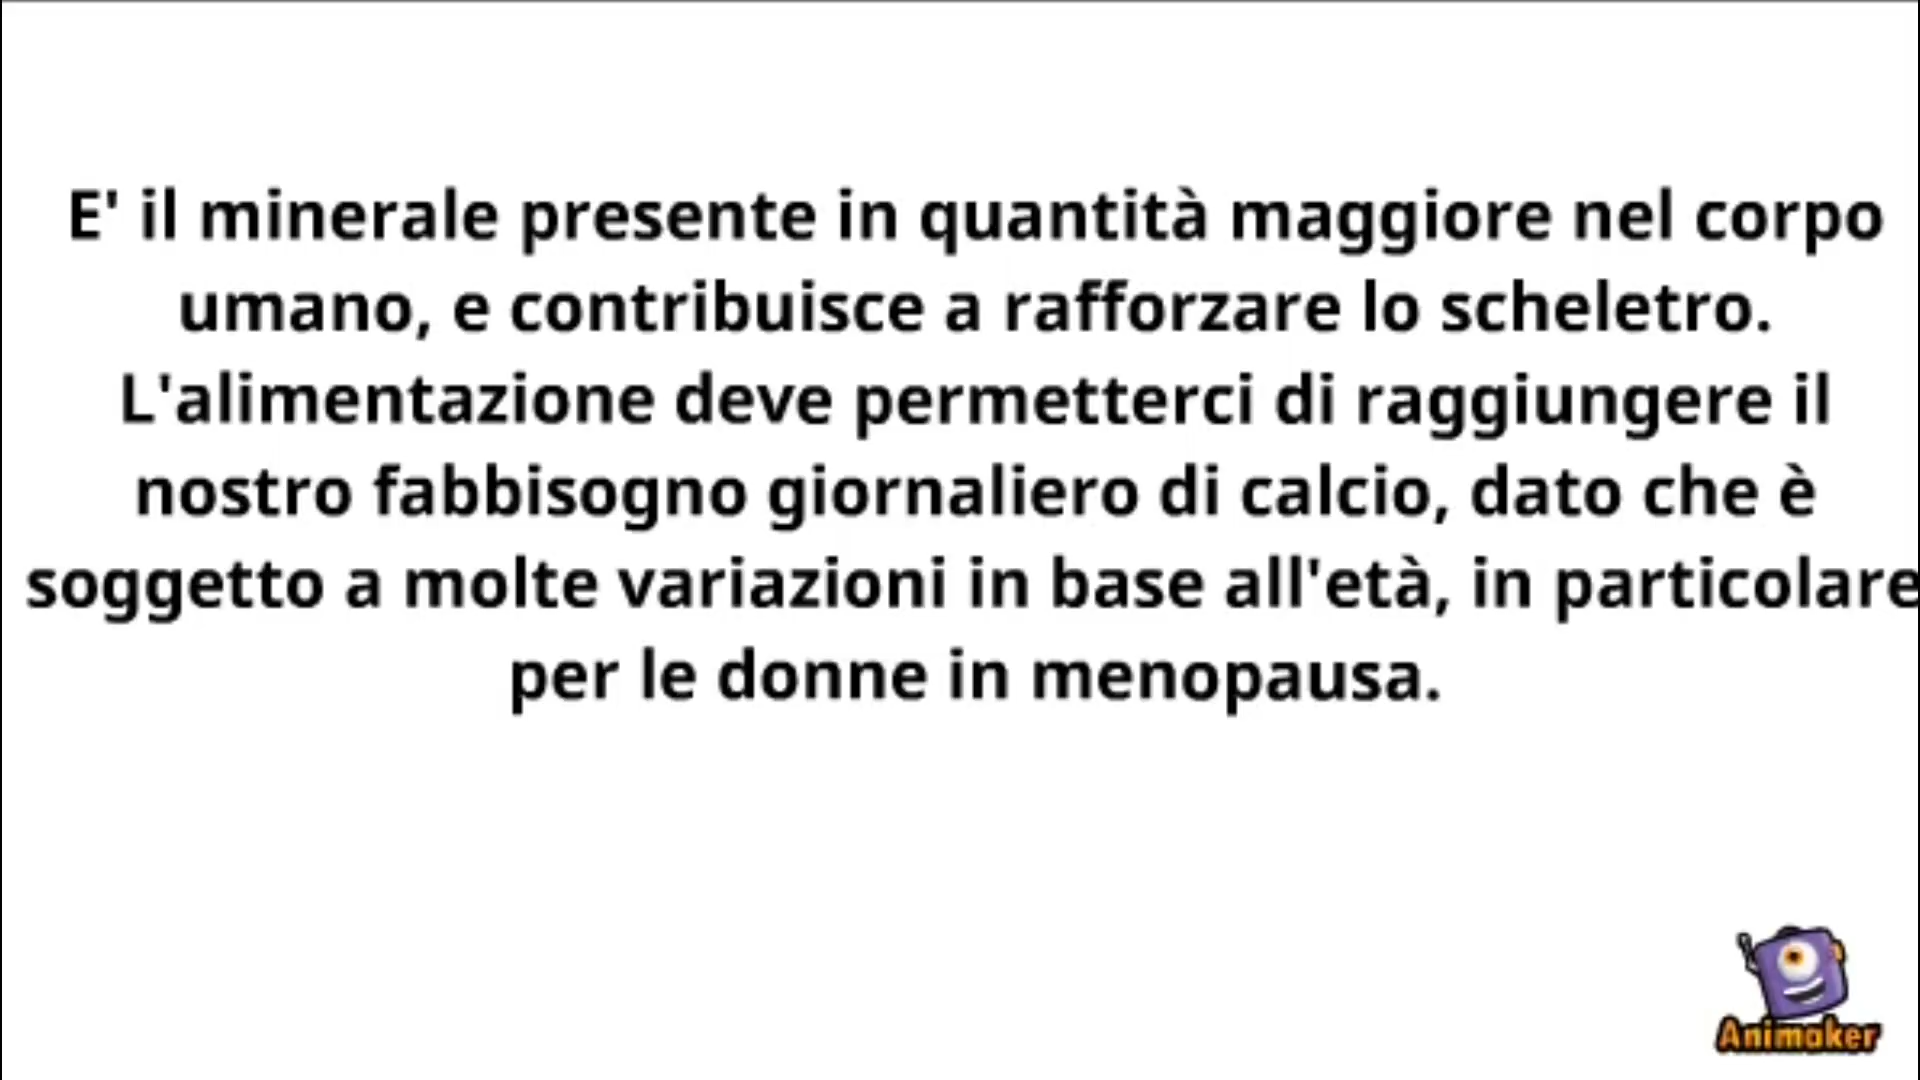 E' il minerale presente in quantità maggiore nel corpo
umano, e contribuisce a rafforzare lo scheletro.
L'alimentazione deve permetterci di raggiungere il
nostro fabbisogno giornaliero di calcio, dato che è
soggetto a molte variazioni in base all'età, in particolare
per le donne in menopausa.
Animaker